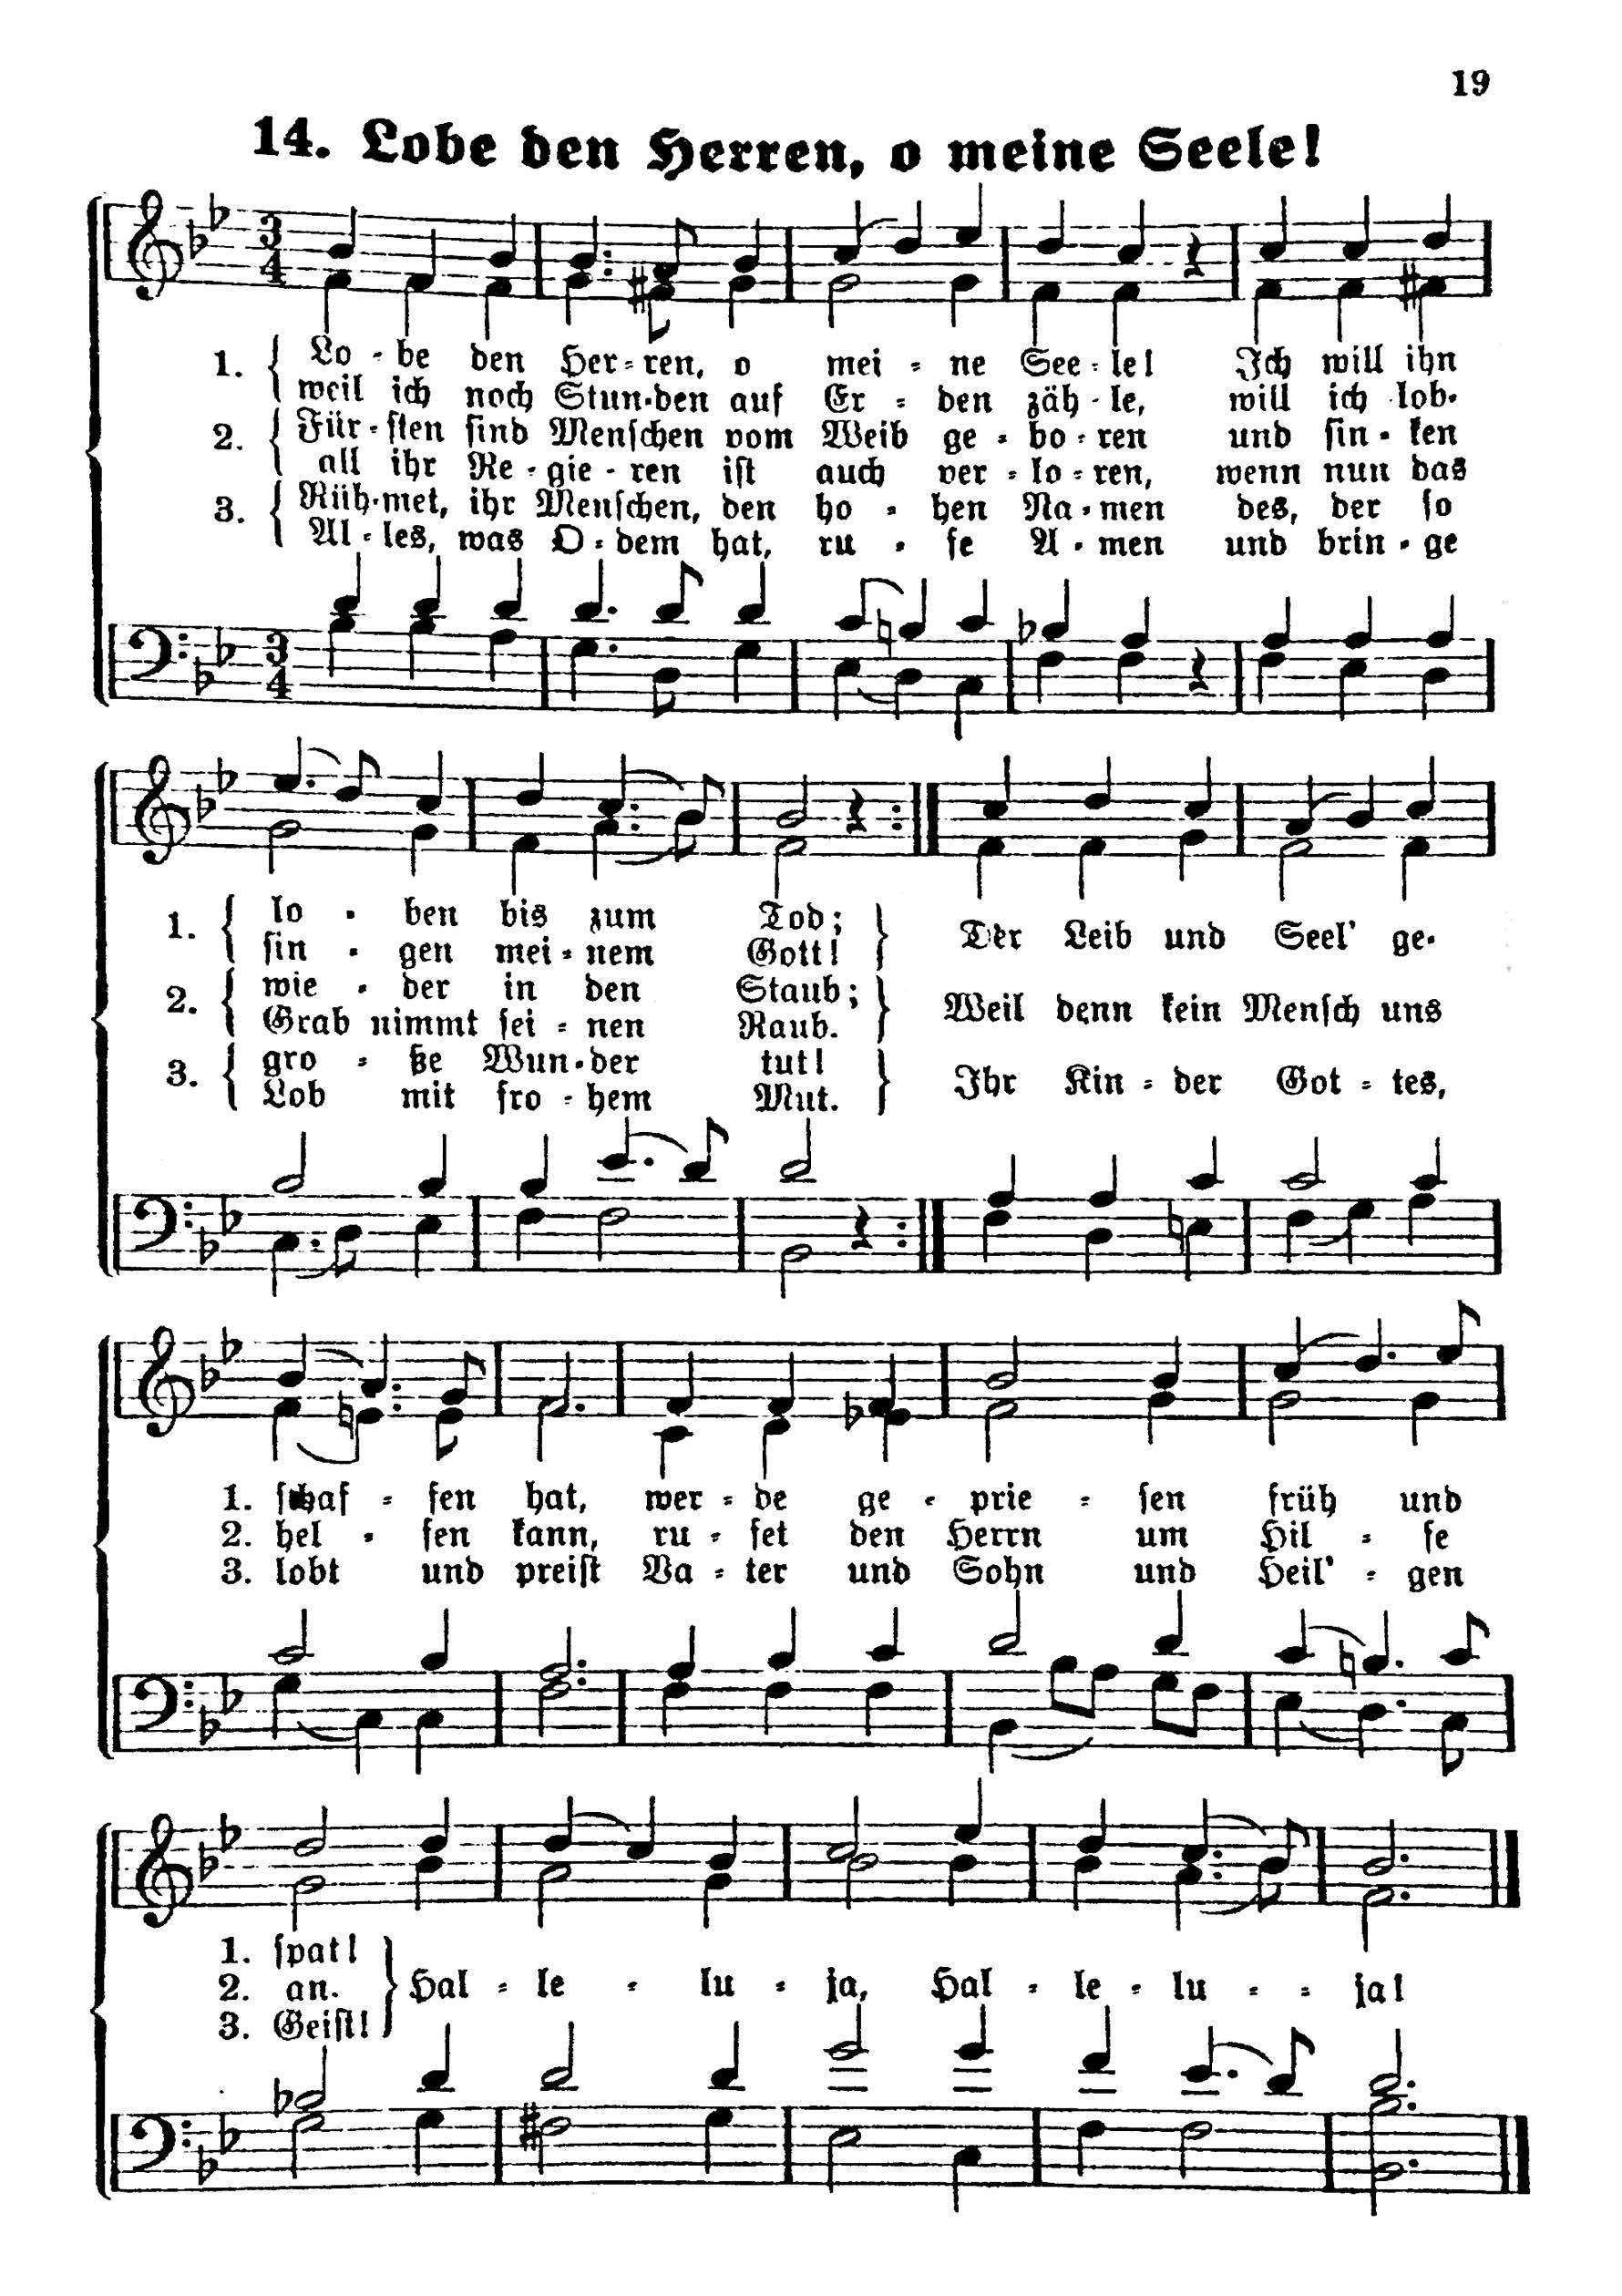 19
14. Lobe den Herren, o meine Seele!
1. { Lo - be den Her - ren, o mei - ne See - le! Ich will ihn
weil ich noch Stun - den auf Er - den zäh - le, will ich lob-
2. { Für - sten sind Menschen vom Weib ge - bo - ren und sin - ken
all ihr Re - gie - ren ist auch ver - lo - ren, wenn nun das
3. { Rüh - met, ihr Menschen, den ho - hen Na - men des, der so
Al - les, was O - dem hat, ru - fe A - men und brin - ge
1. { lo - ben bis zum Tod; } Der Leib und Seel' ge-
sin - gen mei - nem Gott!
2. { wie - der in den Staub; } Weil denn kein Mensch uns
Grab nimmt sei - nen Raub.
3. { gro - ße Wun - der tut! } Ihr Kin - der Got - tes,
Lob mit fro - hem Mut.
1. schaf - fen hat, wer - de ge - prie - sen früh und
2. hel - fen kann, ru - fet den Herrn um Hil - fe
3. lobt und preist Va - ter und Sohn und Heil' - gen
1. spat!
2. an. } Hal - le - lu - ja, Hal - le - lu - - ja!
3. Geist!